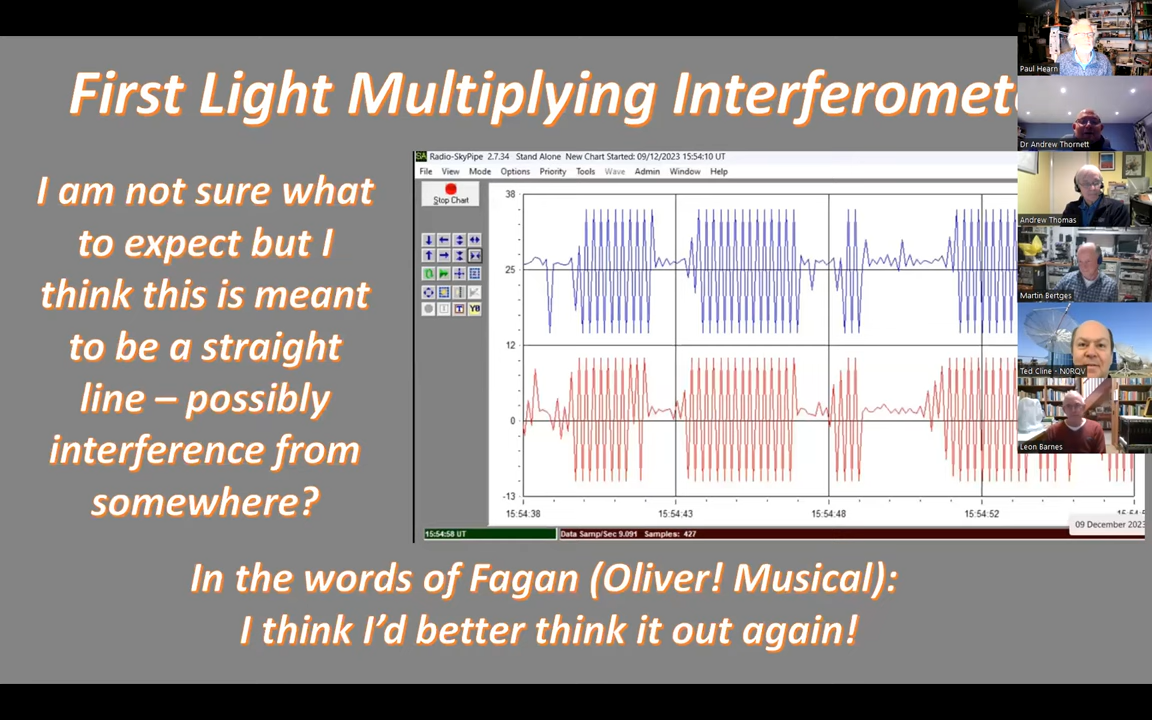 First Light Multiplying Interferomet
I am not sure what
to expect but I
think this is meant
to be a straight
line – possibly
interference from
somewhere?
Radio-SkyPipe 2.7.34 Stand Alone New Chart Started: 09/12/2023 15:54:10 UT
File View Mode Options Priority Tools Wave Admin Window Help
Stop Chart
YB
38
25
12
0
-13
15:54:38 15:54:43 15:54:48 15:54:52
15:54:58 UT
Data Samp/Sec 9.091 Samples: 427
09 December 2023
In the words of Fagan (Oliver! Musical):
I think I'd better think it out again!
Paul Hearn
Dr Andrew Thornett
Andrew Thomas
Martin Bertges
Ted Cline - N0RQV
Leon Barnes